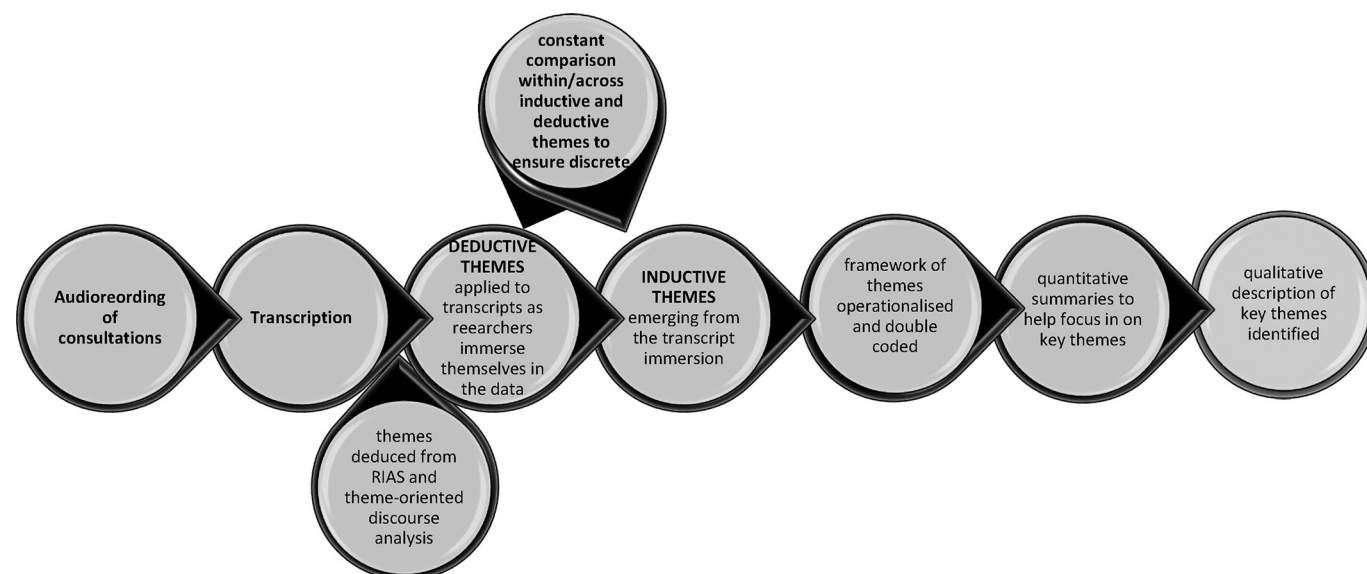 constant
comparison
within/across
inductive and
deductive
themes to
ensure discrete
Audioreording
of
consultations
Transcription
DEDUCTIVE
THEMES
applied to
transcripts as
rearchers
immerse
themselves in
the data
INDUCTIVE
THEMES
emerging from
the transcript
immersion
framework of
themes
operationalised
and double
coded
quantitative
summaries to
help focus in on
key themes
qualitative
description of
key themes
identified
themes
deduced from
RIAS and
theme-oriented
discourse
analysis